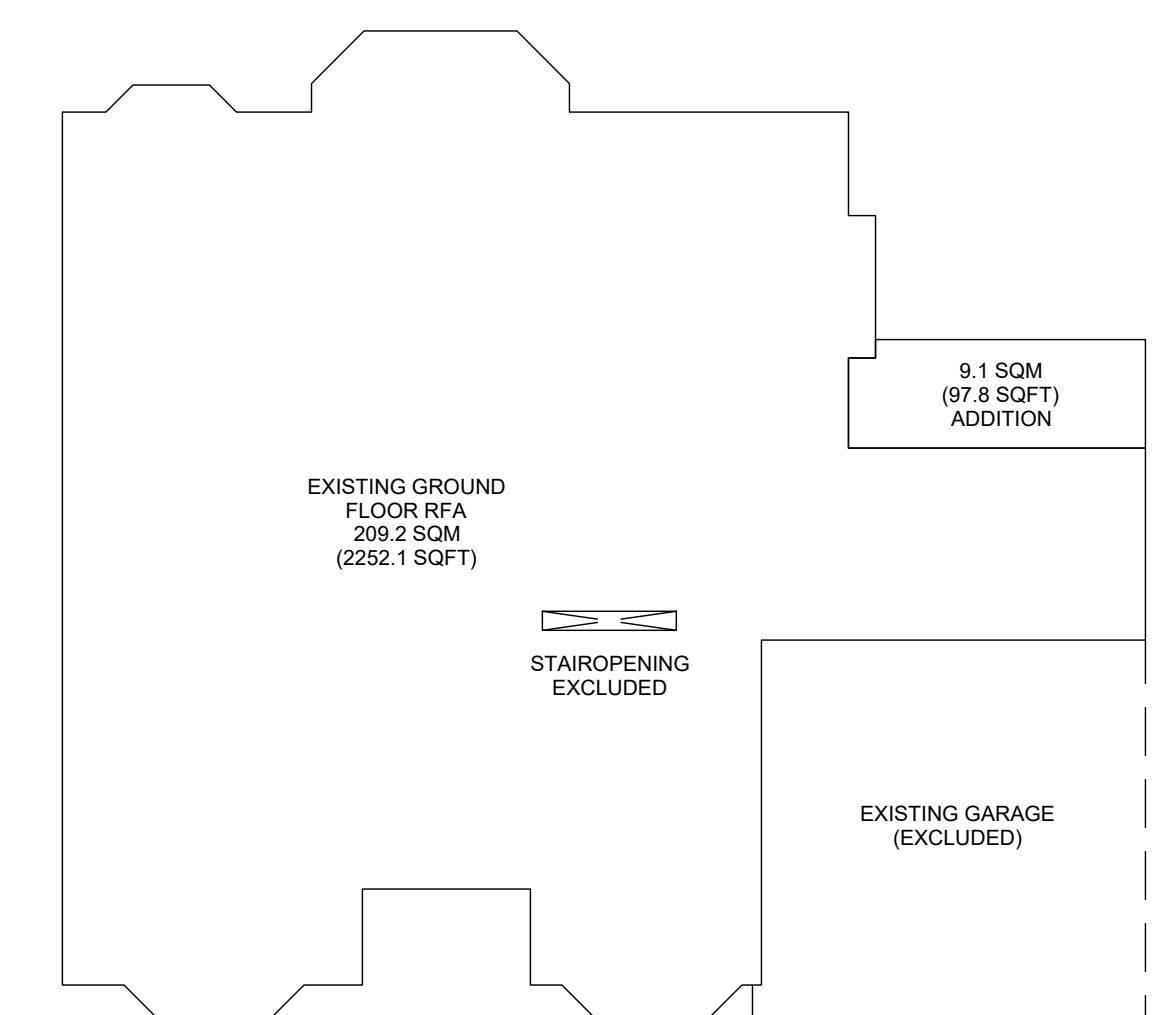 9.1 SQM
(97.8 SQFT)
ADDITION
EXISTING GROUND
FLOOR RFA
209.2 SQM
(2252.1 SQFT)
STAIROPENING
EXCLUDED
EXISTING GARAGE
(EXCLUDED)